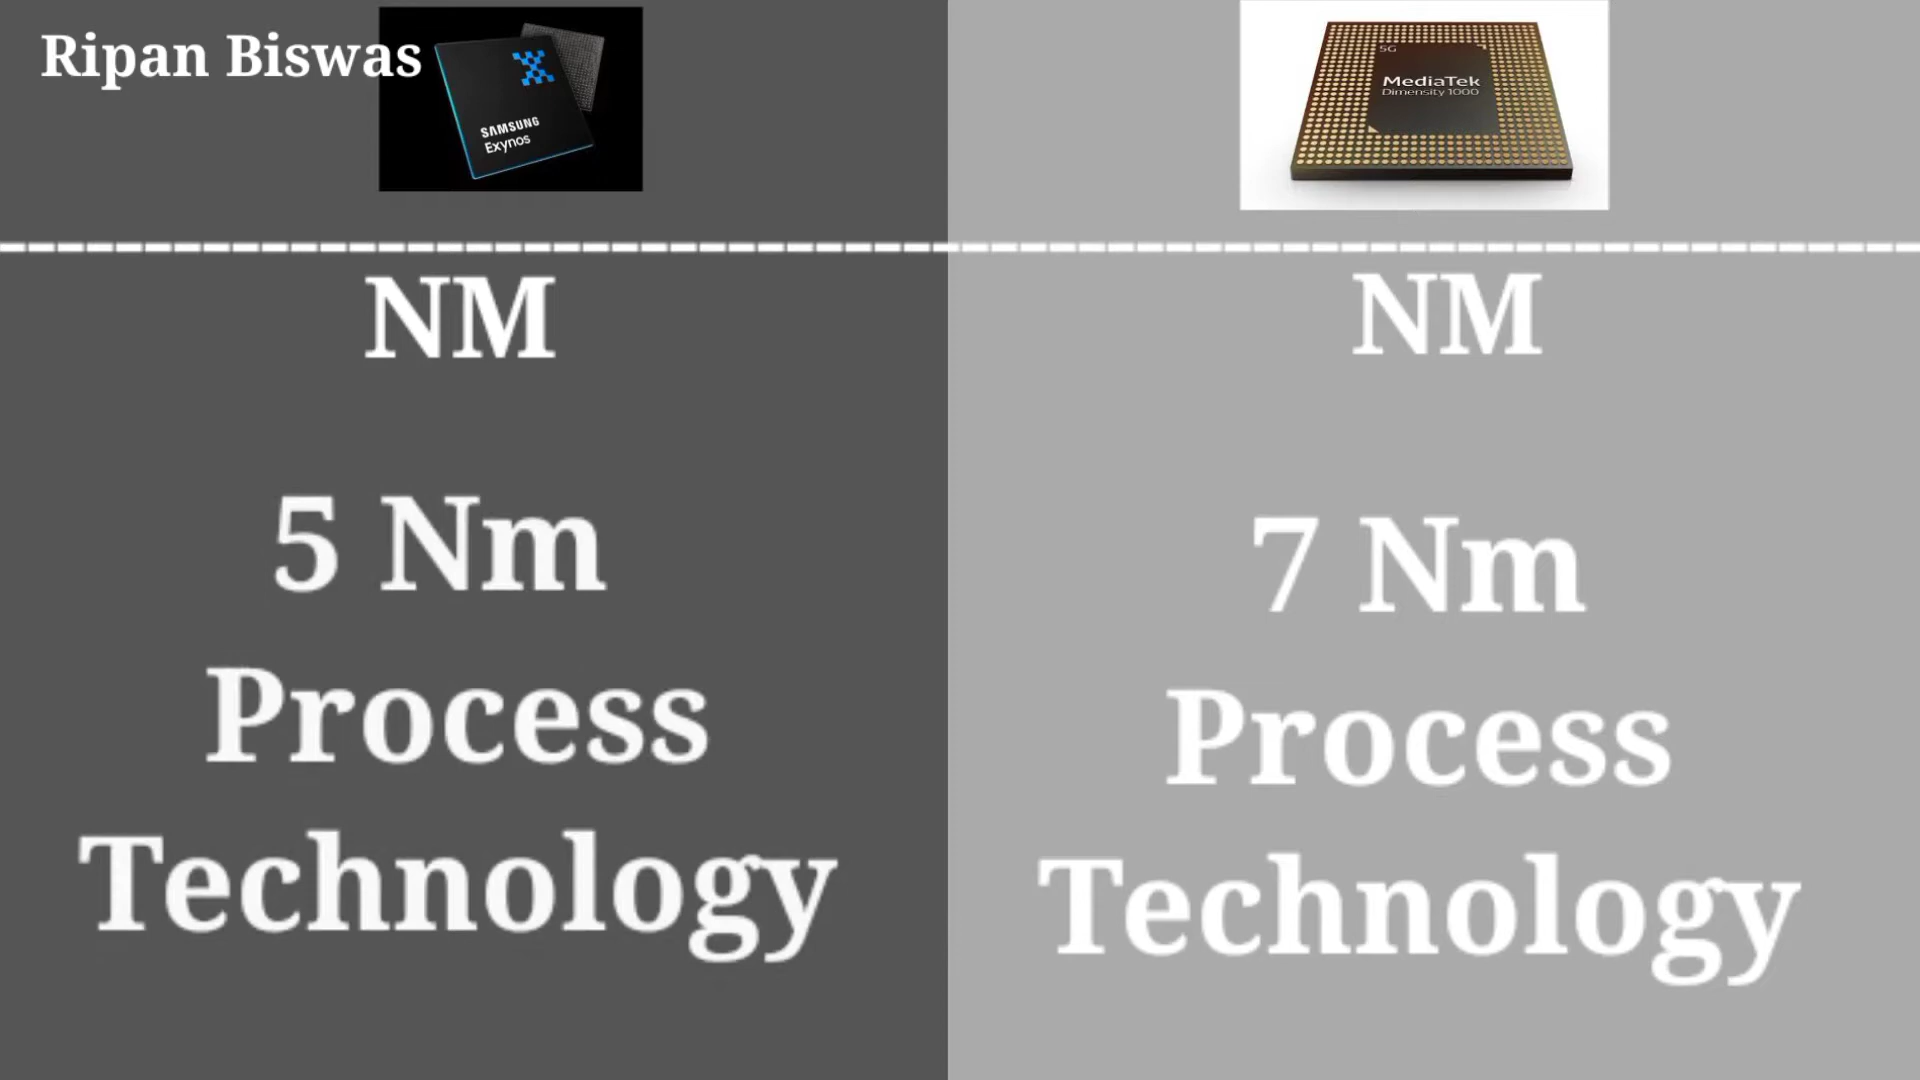 Ripan Biswas
SAMSUNG
Exynos
5G
MediaTek
Dimensity 1000
NM
5 Nm
Process
Technology
NM
7 Nm
Process
Technology